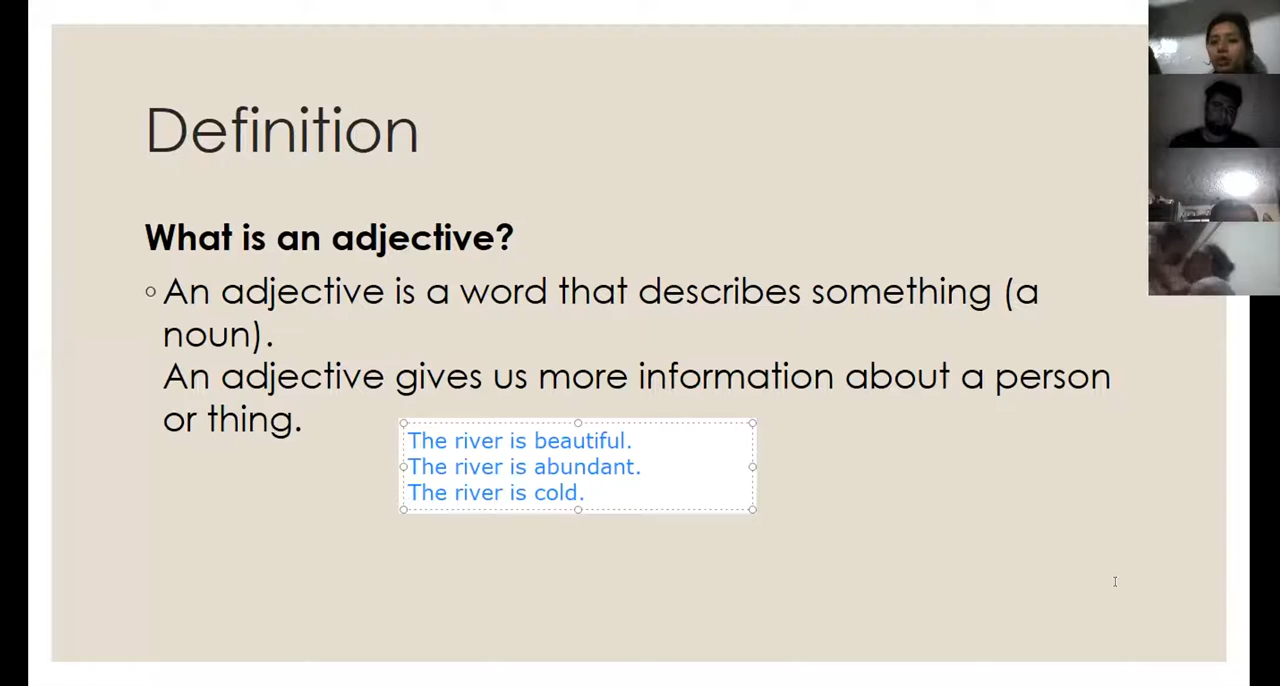 Definition
What is an adjective?
An adjective is a word that describes something (a
noun).
An adjective gives us more information about a person
or thing.
The river is beautiful.
The river is abundant.
The river is cold.